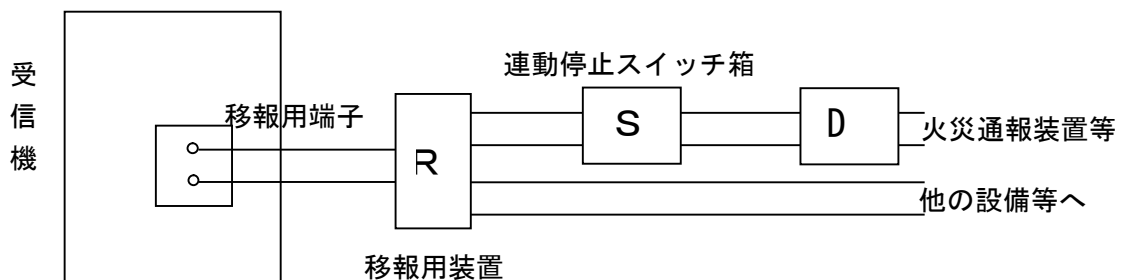 受信機
連動停止スイッチ箱
移報用端子
S
D
火災通報装置等
R
他の設備等へ
移報用装置